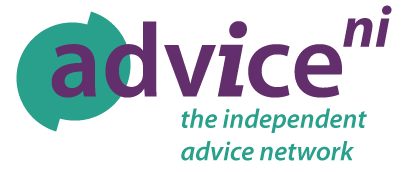 advice ni
the independent
advice network